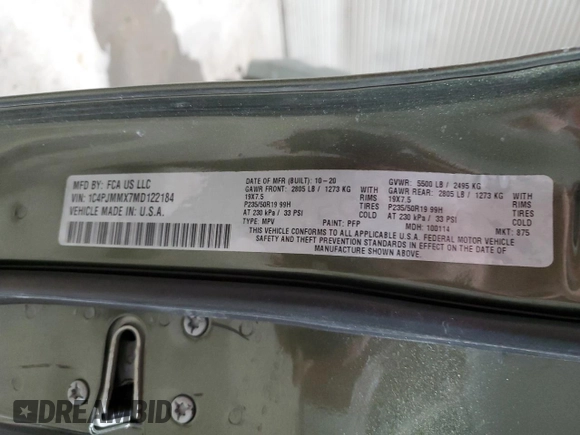 MFD BY: FCA US LLC
VIN: 1C4PJMMX7MD122184
VEHICLE MADE IN: U.S.A.
DATE OF MFR (BUILT): 10-20
GAWR FRONT: 2805 LB / 1273 KG WITH
19X7.5 RIMS
P235/50R19 99H TIRES
AT 230 kPa / 33 PSI COLD
TYPE: MPV PAINT: PFP
GVWR: 5500 LB / 2495 KG
GAWR REAR: 2805 LB / 1273 KG WITH
19X7.5 RIMS
P235/50R19 99H TIRES
AT 230 kPa / 33 PSI COLD
MDH: 100114 MKT: 875
THIS VEHICLE CONFORMS TO ALL APPLICABLE U.S.A. FEDERAL MOTOR VEHICLE
SAFETY AND THEFT PREVENTION STANDARDS IN EFFECT ON THE DATE OF
MANUFACTURE SHOWN ABOVE.
DREAMBID